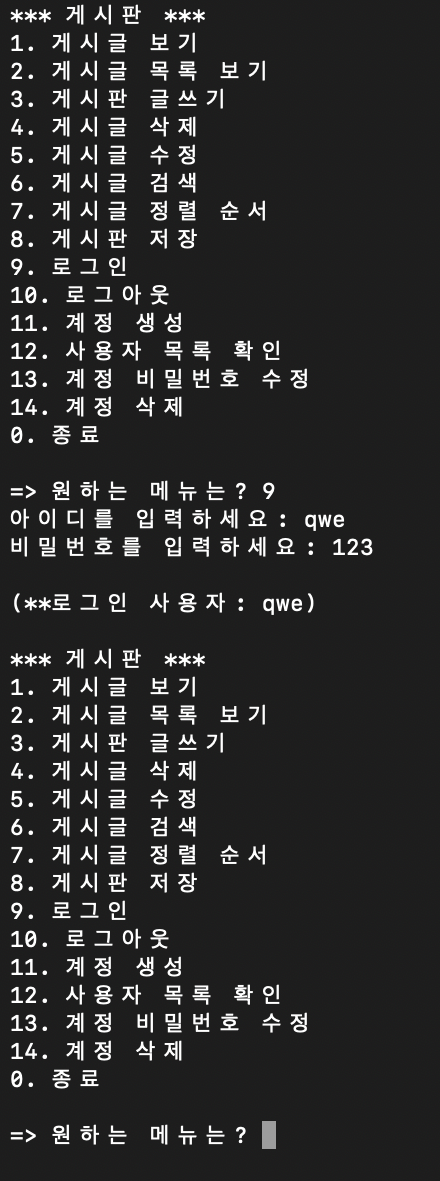 *** 게시판 ***
1. 게시글 보기
2. 게시글 목록 보기
3. 게시판 글쓰기
4. 게시글 삭제
5. 게시글 수정
6. 게시글 검색
7. 게시글 정렬 순서
8. 게시판 저장
9. 로그인
10. 로그아웃
11. 계정 생성
12. 사용자 목록 확인
13. 계정 비밀번호 수정
14. 계정 삭제
0. 종료
=> 원하는 메뉴는? 9
아이디를 입력하세요: qwe
비밀번호를 입력하세요: 123
(**로그인 사용자: qwe)
*** 게시판 ***
1. 게시글 보기
2. 게시글 목록 보기
3. 게시판 글쓰기
4. 게시글 삭제
5. 게시글 수정
6. 게시글 검색
7. 게시글 정렬 순서
8. 게시판 저장
9. 로그인
10. 로그아웃
11. 계정 생성
12. 사용자 목록 확인
13. 계정 비밀번호 수정
14. 계정 삭제
0. 종료
=> 원하는 메뉴는?